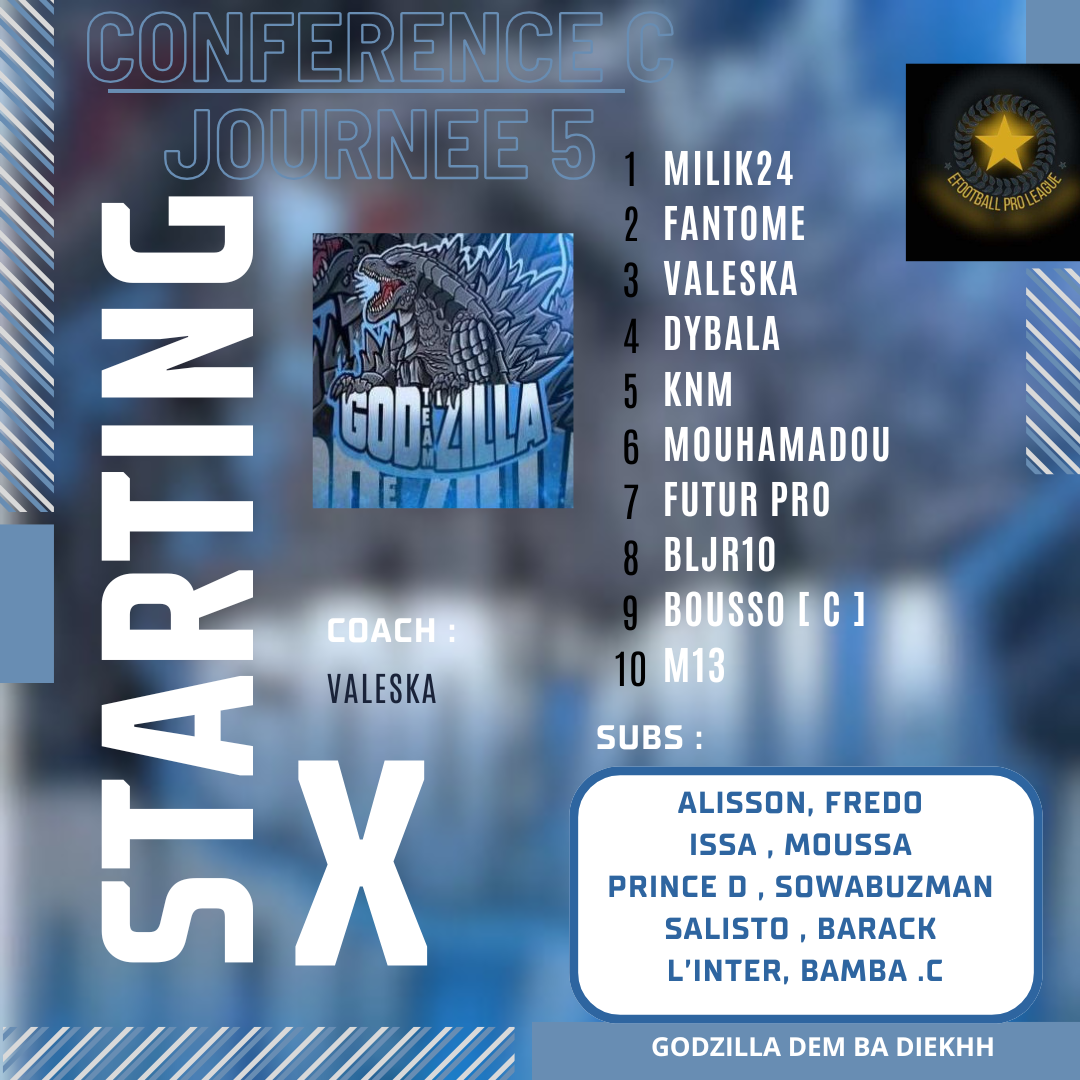 CONFERENCE C
JOURNEE 5
STARTING
X
EFOOTBALL PRO LEAGUE
GODZILLA
TEAM
COACH :
VALESKA
1 MILIK24
2 FANTOME
3 VALESKA
4 DYBALA
5 KNM
6 MOUHAMADOU
7 FUTUR PRO
8 BLJR10
9 BOUSSO [ C ]
10 M13
SUBS :
ALISSON, FREDO
ISSA , MOUSSA
PRINCE D , SOWABUZMAN
SALISTO , BARACK
L'INTER, BAMBA .C
GODZILLA DEM BA DIEKHH